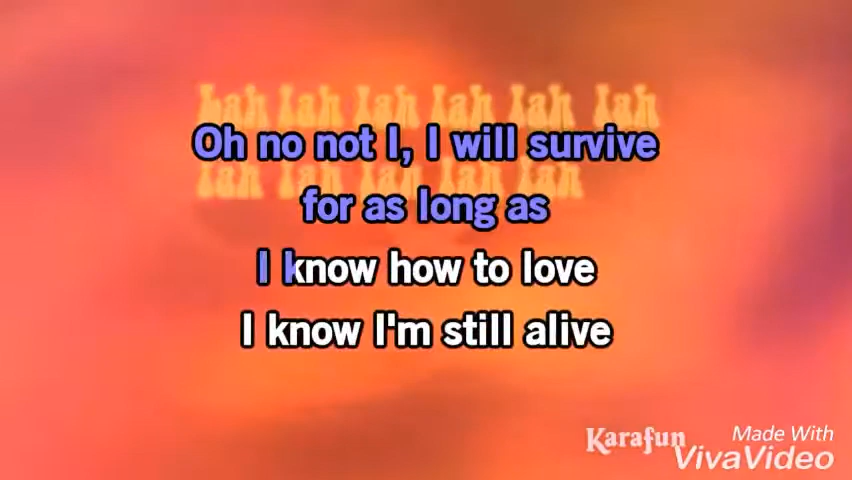 Lah lah lah lah lah lah
Oh no not I, I will survive
lah lah lah lah lah
for as long as
I know how to love
I know I'm still alive
Karafun
Made With
VivaVideo